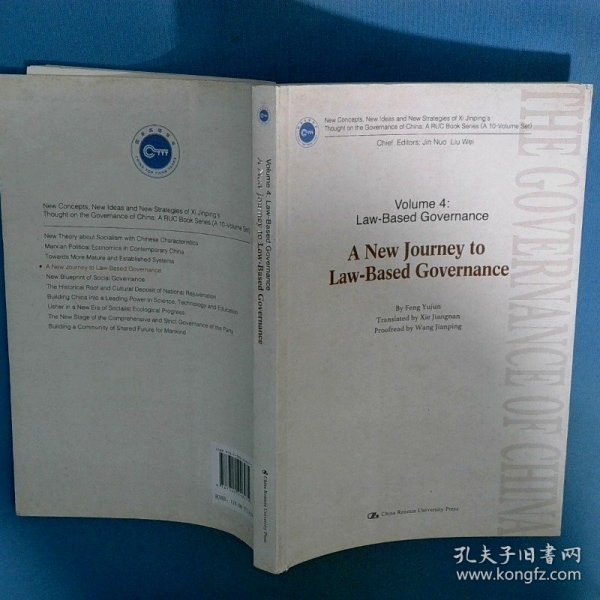 New Concepts, New Ideas and New Strategies of Xi Jinping's
Thought on the Governance of China: A RUC Book Series (A 10-Volume Set)
New Theory about Socialism with Chinese Characteristics
Marxian Political Economics in Contemporary China
Towards More Mature and Established Systems
A New Journey to Law-Based Governance
New Blueprint of Social Governance
The Historical Root and Cultural Deposit of National Rejuvenation
Building China into a Leading Power in Science, Technology and Education
Usher in a New Era of Socialist Ecological Progress
The New Stage of the Comprehensive and Strict Governance of the Party
Building a Community of Shared Future for Mankind
Volume 4: Law-Based Governance
A New Journey to Law-Based Governance
New Concepts, New Ideas and New Strategies of Xi Jinping's
Thought on the Governance of China: A RUC Book Series (A 10-Volume Set)
Chief Editors: Jin Nuo Liu Wei
Volume 4:
Law-Based Governance
A New Journey to
Law-Based Governance
By Feng Yujun
Translated by Xie Jiangnan
Proofread by Wang Jianping
China Renmin University Press
THE GOVERNANCE OF CHINA
孔夫子旧书网
www.kongfz.com